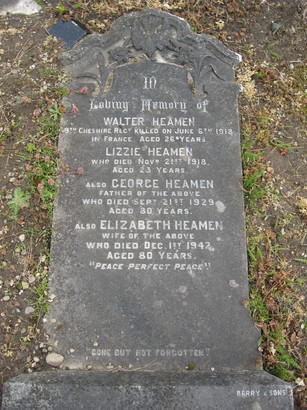 IN
Loving Memory of
WALTER HEAMEN
9TH CHESHIRE REGT KILLED ON JUNE 6TH 1918
IN FRANCE. AGED 26 YEARS
LIZZIE HEAMEN
WHO DIED NOVR 21ST 1918,
AGED 23 YEARS.
ALSO GEORGE HEAMEN
FATHER OF THE ABOVE
WHO DIED SEPT 21ST 1929
AGED 80 YEARS.
ALSO ELIZABETH HEAMEN
WIFE OF THE ABOVE
WHO DIED DEC. 1ST 1942
AGED 80 YEARS.
"PEACE PERFECT PEACE"
"GONE BUT NOT FORGOTTEN"
BERRY & SONS